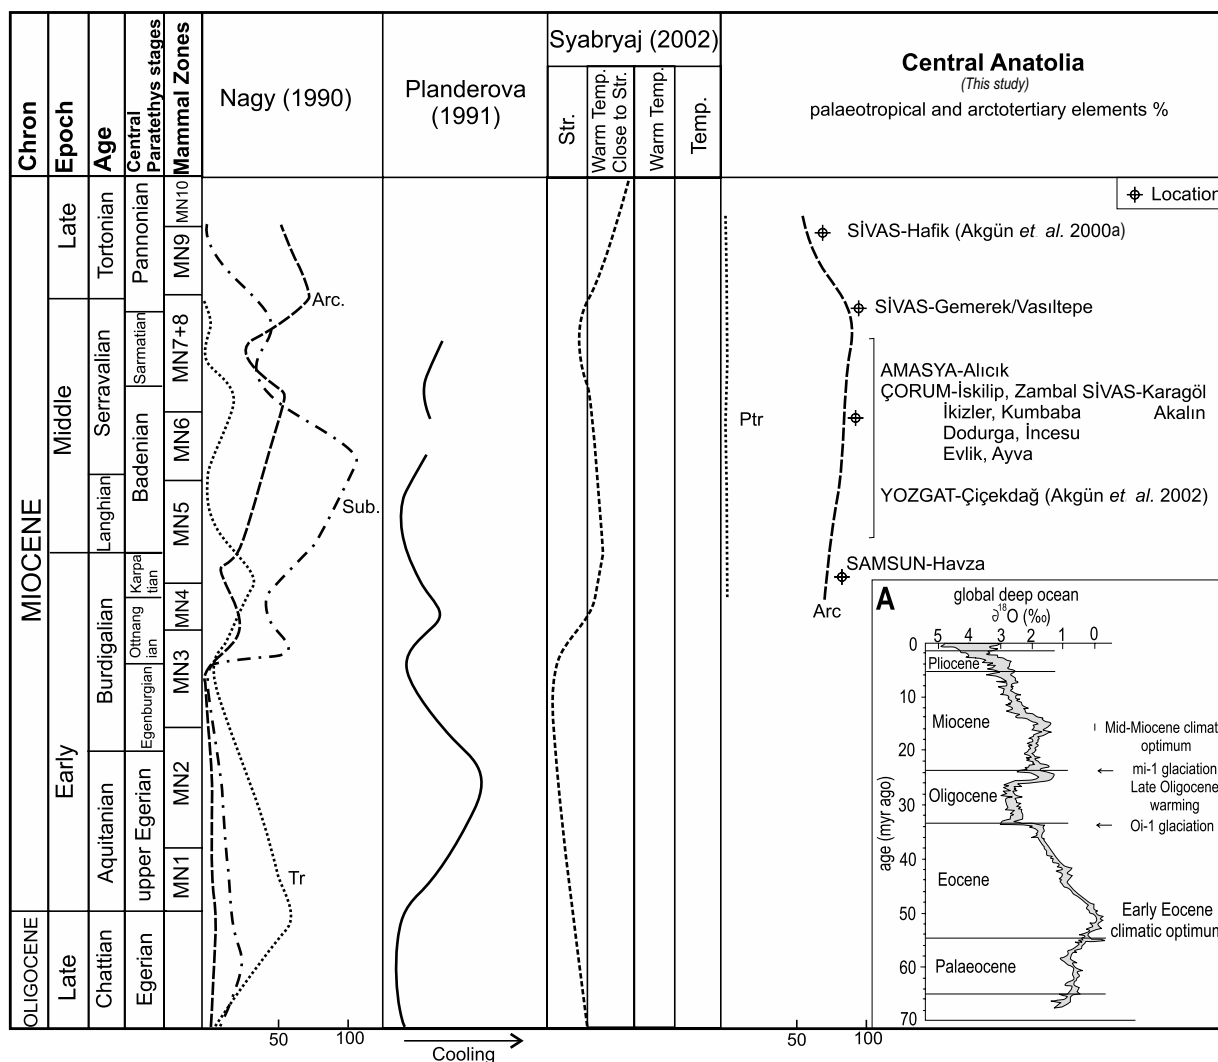 Chron
Epoch
Age
Central
Paratethys stages
Mammal Zones
Nagy (1990)
Planderova
(1991)
Syabryaj (2002)
Str.
Warm Temp.
Close to Str.
Warm Temp.
Temp.
Central Anatolia
(This study)
palaeotropical and arctotertiary elements %
Location
MIOCENE
OLIGOCENE
Late
Middle
Early
Late
Tortonian
Serravalian
Langhian
Burdigalian
Aquitanian
Chattian
Pannonian
Sarmatian
Badenian
Karpa
tian
Ottnang
ian
Egenburgian
upper Egerian
Egerian
MN10
MN9
MN7+8
MN6
MN5
MN4
MN3
MN2
MN1
Arc.
Sub.
Tr
50
100
Cooling
Ptr
Arc
50
100
SİVAS-Hafik (Akgün et al. 2000a)
SİVAS-Gemerek/Vasıltepe
AMASYA-Alıcık
ÇORUM-İskilip, Zambal SİVAS-Karagöl
İkizler, Kumbaba Akalın
Dodurga, İncesu
Evlik, Ayva
YOZGAT-Çiçekdağ (Akgün et al. 2002)
SAMSUN-Havza
A
global deep ocean
∂18O (‰)
5 4 3 2 1 0
age (myr ago)
0
10
20
30
40
50
60
70
Pliocene
Miocene
Oligocene
Eocene
Palaeocene
Mid-Miocene climat
optimum
mi-1 glaciation
Late Oligocene
warming
Oi-1 glaciation
Early Eocene
climatic optimum